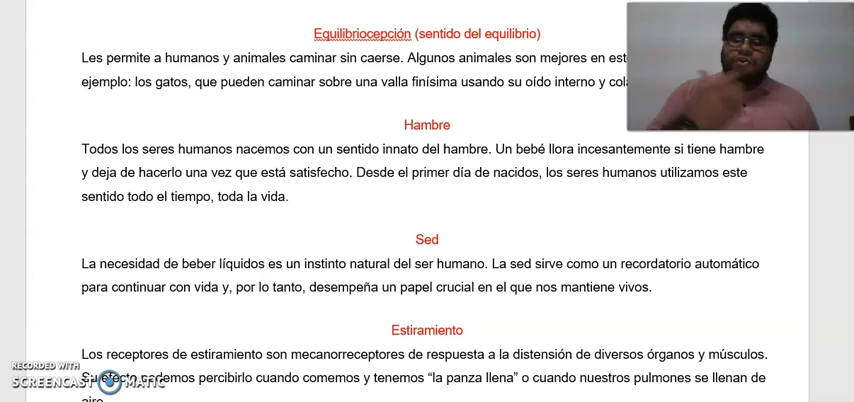 Equilibriocepción (sentido del equilibrio)
Les permite a humanos y animales caminar sin caerse. Algunos animales son mejores en
ejemplo: los gatos, que pueden caminar sobre una valla finísima usando su oído interno y
Hambre
Todos los seres humanos nacemos con un sentido innato del hambre. Un bebé llora incesantemente si tiene hambre
y deja de hacerlo una vez que está satisfecho. Desde el primer día de nacidos, los seres humanos utilizamos este
sentido todo el tiempo, toda la vida.
Sed
La necesidad de beber líquidos es un instinto natural del ser humano. La sed sirve como un recordatorio automático
para continuar con vida y, por lo tanto, desempeña un papel crucial en el que nos mantiene vivos.
Estiramiento
Los receptores de estiramiento son mecanorreceptores de respuesta a la distensión de diversos órganos y músculos.
RECORDED WITH
SCREENCAST MATIC
Su efecto podemos percibirlo cuando comemos y tenemos “la panza llena” o cuando nuestros pulmones se llenan de
aire